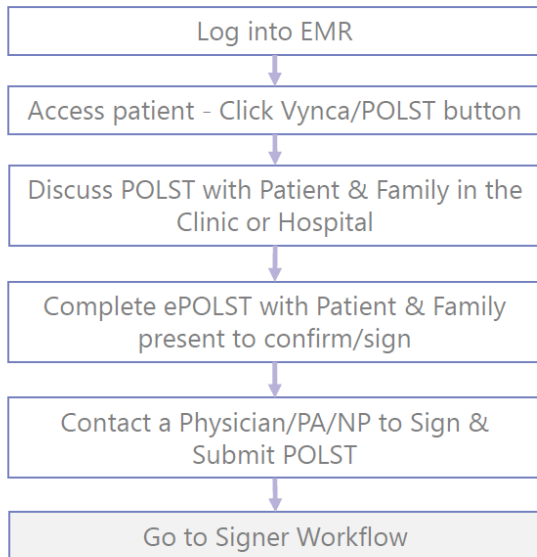 Log into EMR
Access patient - Click Vynca/POLST button
Discuss POLST with Patient & Family in the
Clinic or Hospital
Complete ePOLST with Patient & Family
present to confirm/sign
Contact a Physician/PA/NP to Sign &
Submit POLST
Go to Signer Workflow